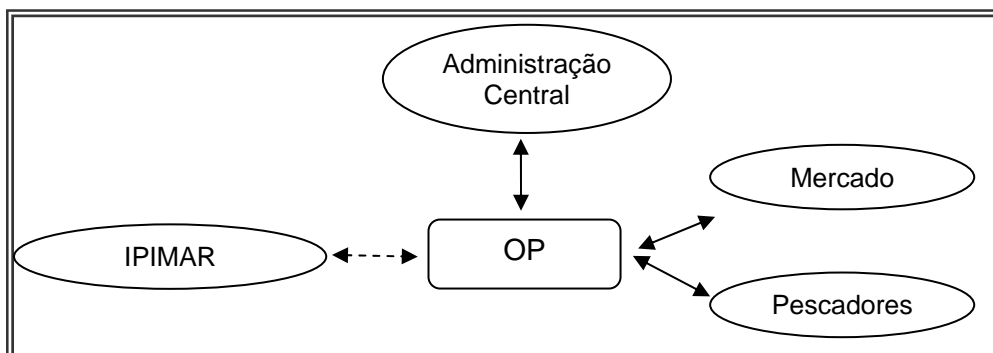 Administração
Central
Mercado
IPIMAR
OP
Pescadores